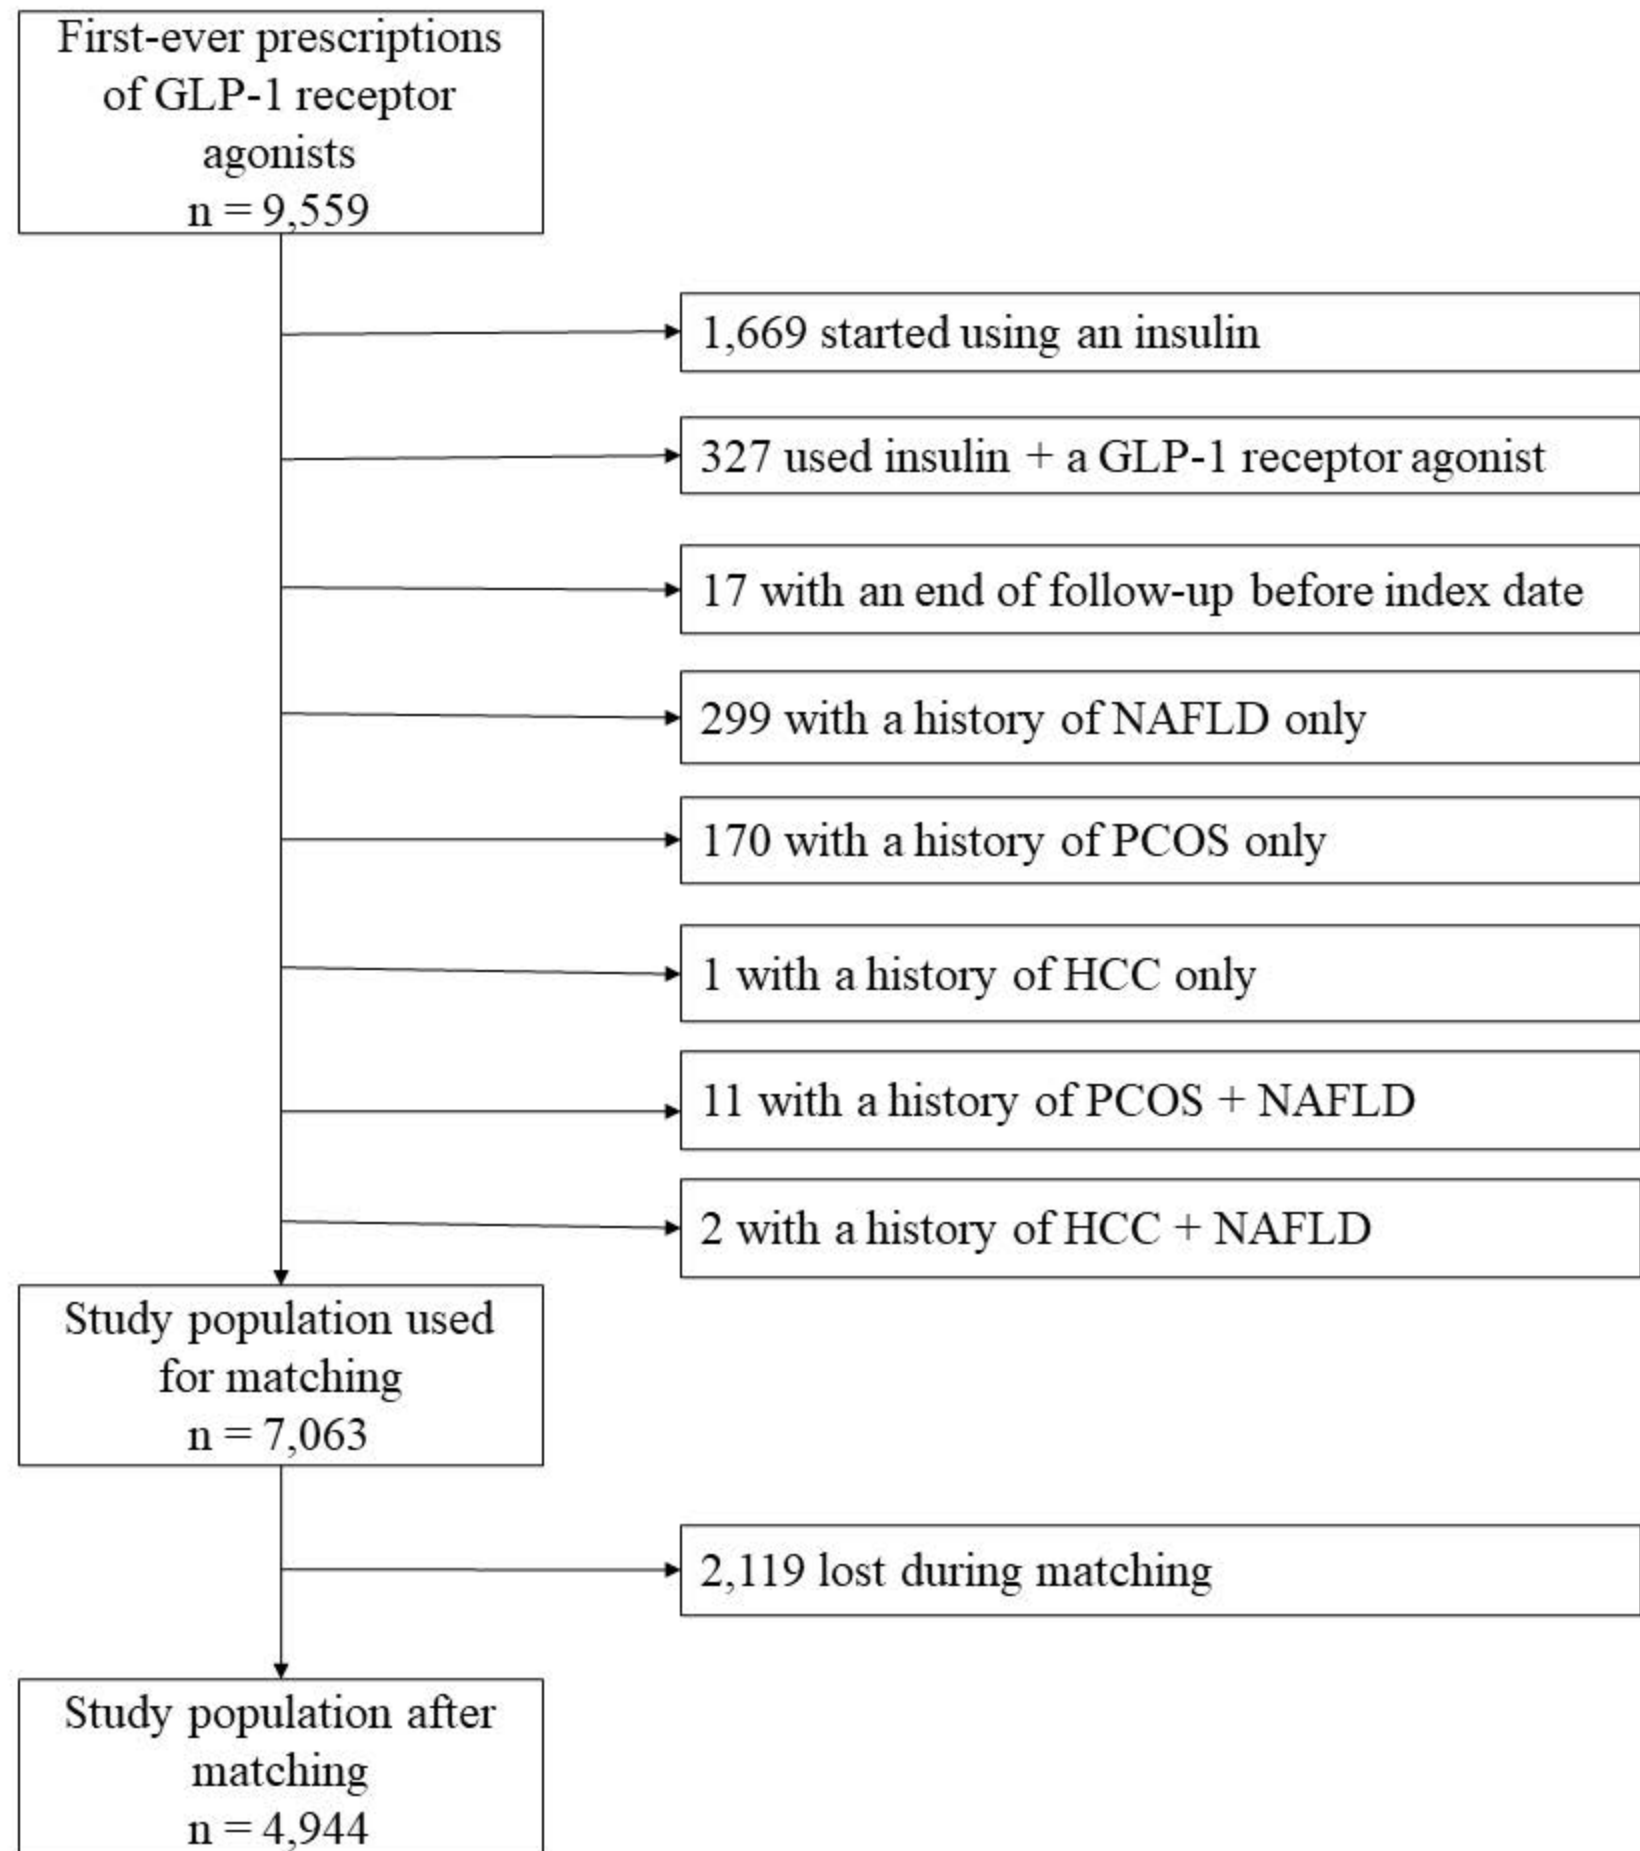 First-ever prescriptions
of GLP-1 receptor
agonists
n = 9,559
1,669 started using an insulin
327 used insulin + a GLP-1 receptor agonist
17 with an end of follow-up before index date
299 with a history of NAFLD only
170 with a history of PCOS only
1 with a history of HCC only
11 with a history of PCOS + NAFLD
2 with a history of HCC + NAFLD
Study population used
for matching
n = 7,063
2,119 lost during matching
Study population after
matching
n = 4,944